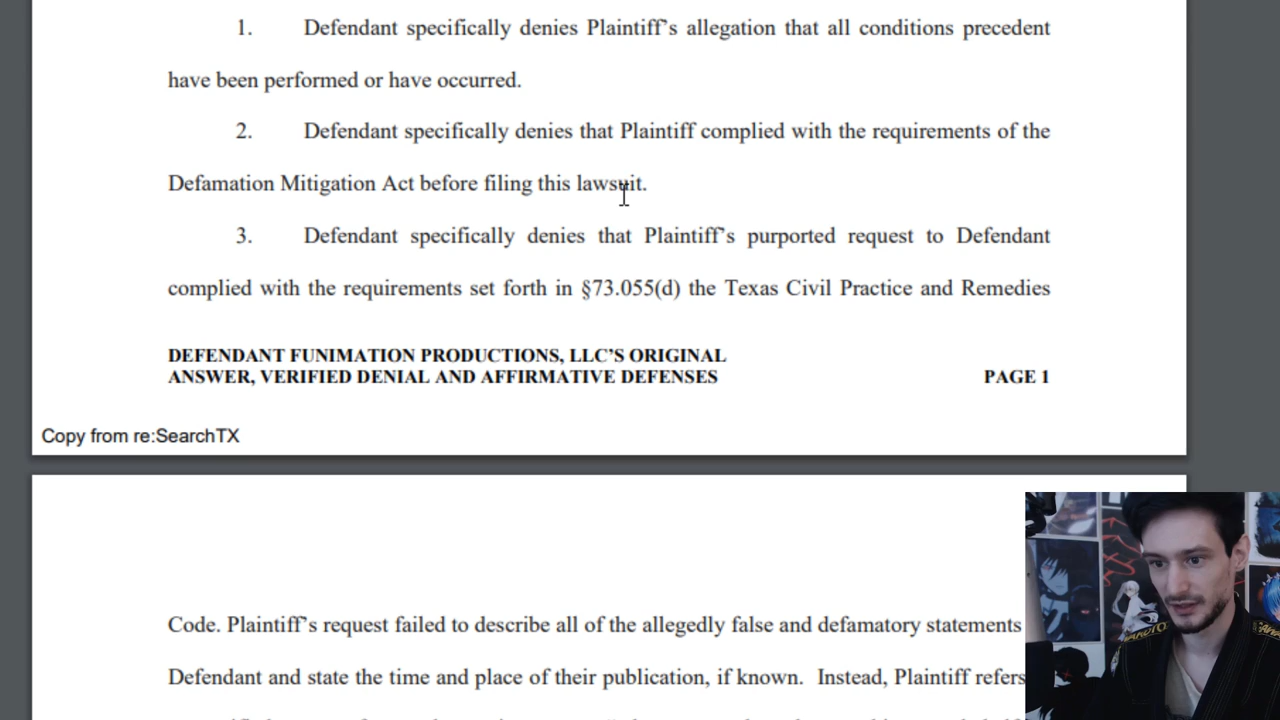 1. Defendant specifically denies Plaintiff's allegation that all conditions precedent
have been performed or have occurred.
2. Defendant specifically denies that Plaintiff complied with the requirements of the
Defamation Mitigation Act before filing this lawsuit.
3. Defendant specifically denies that Plaintiff's purported request to Defendant
complied with the requirements set forth in §73.055(d) the Texas Civil Practice and Remedies
DEFENDANT FUNIMATION PRODUCTIONS, LLC'S ORIGINAL
ANSWER, VERIFIED DENIAL AND AFFIRMATIVE DEFENSES PAGE 1
Copy from re:SearchTX
Code. Plaintiff's request failed to describe all of the allegedly false and defamatory statements
Defendant and state the time and place of their publication, if known. Instead, Plaintiff refers